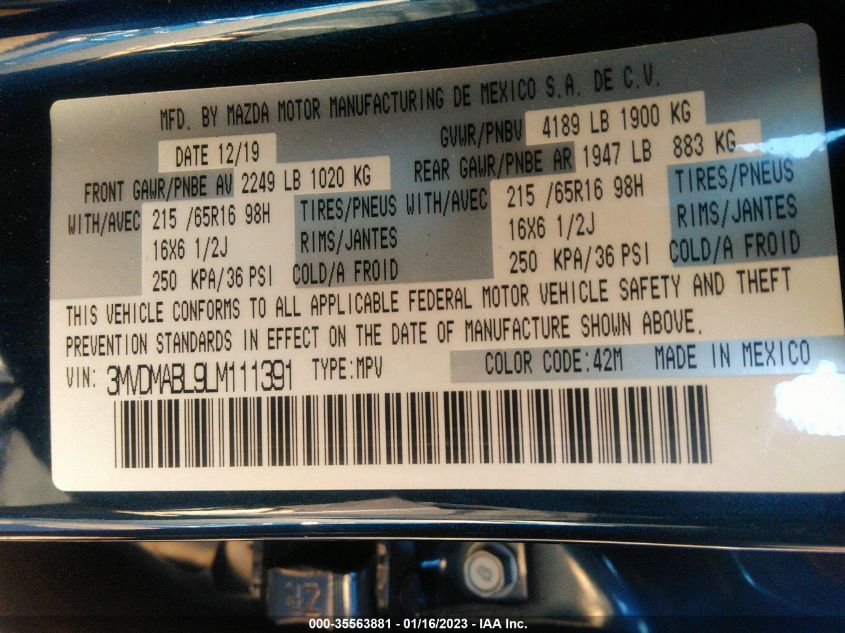 MFD. BY MAZDA MOTOR MANUFACTURING DE MEXICO S.A. DE C.V.
DATE 12/19 GVWR/PNBV 4189 LB 1900 KG
FRONT GAWR/PNBE AV 2249 LB 1020 KG REAR GAWR/PNBE AR 1947 LB 883 KG
WITH/AVEC 215 /65R16 98H TIRES/PNEUS WITH/AVEC 215 /65R16 98H TIRES/PNEUS
16X6 1/2J RIMS/JANTES 16X6 1/2J RIMS/JANTES
250 KPA/36 PSI COLD/A FROID 250 KPA/36 PSI COLD/A FROID
THIS VEHICLE CONFORMS TO ALL APPLICABLE FEDERAL MOTOR VEHICLE SAFETY AND THEFT
PREVENTION STANDARDS IN EFFECT ON THE DATE OF MANUFACTURE SHOWN ABOVE.
VIN: 3MVDMABL9LM111391 TYPE:MPV COLOR CODE:42M MADE IN MEXICO
000-35563881 - 01/16/2023 - IAA Inc.